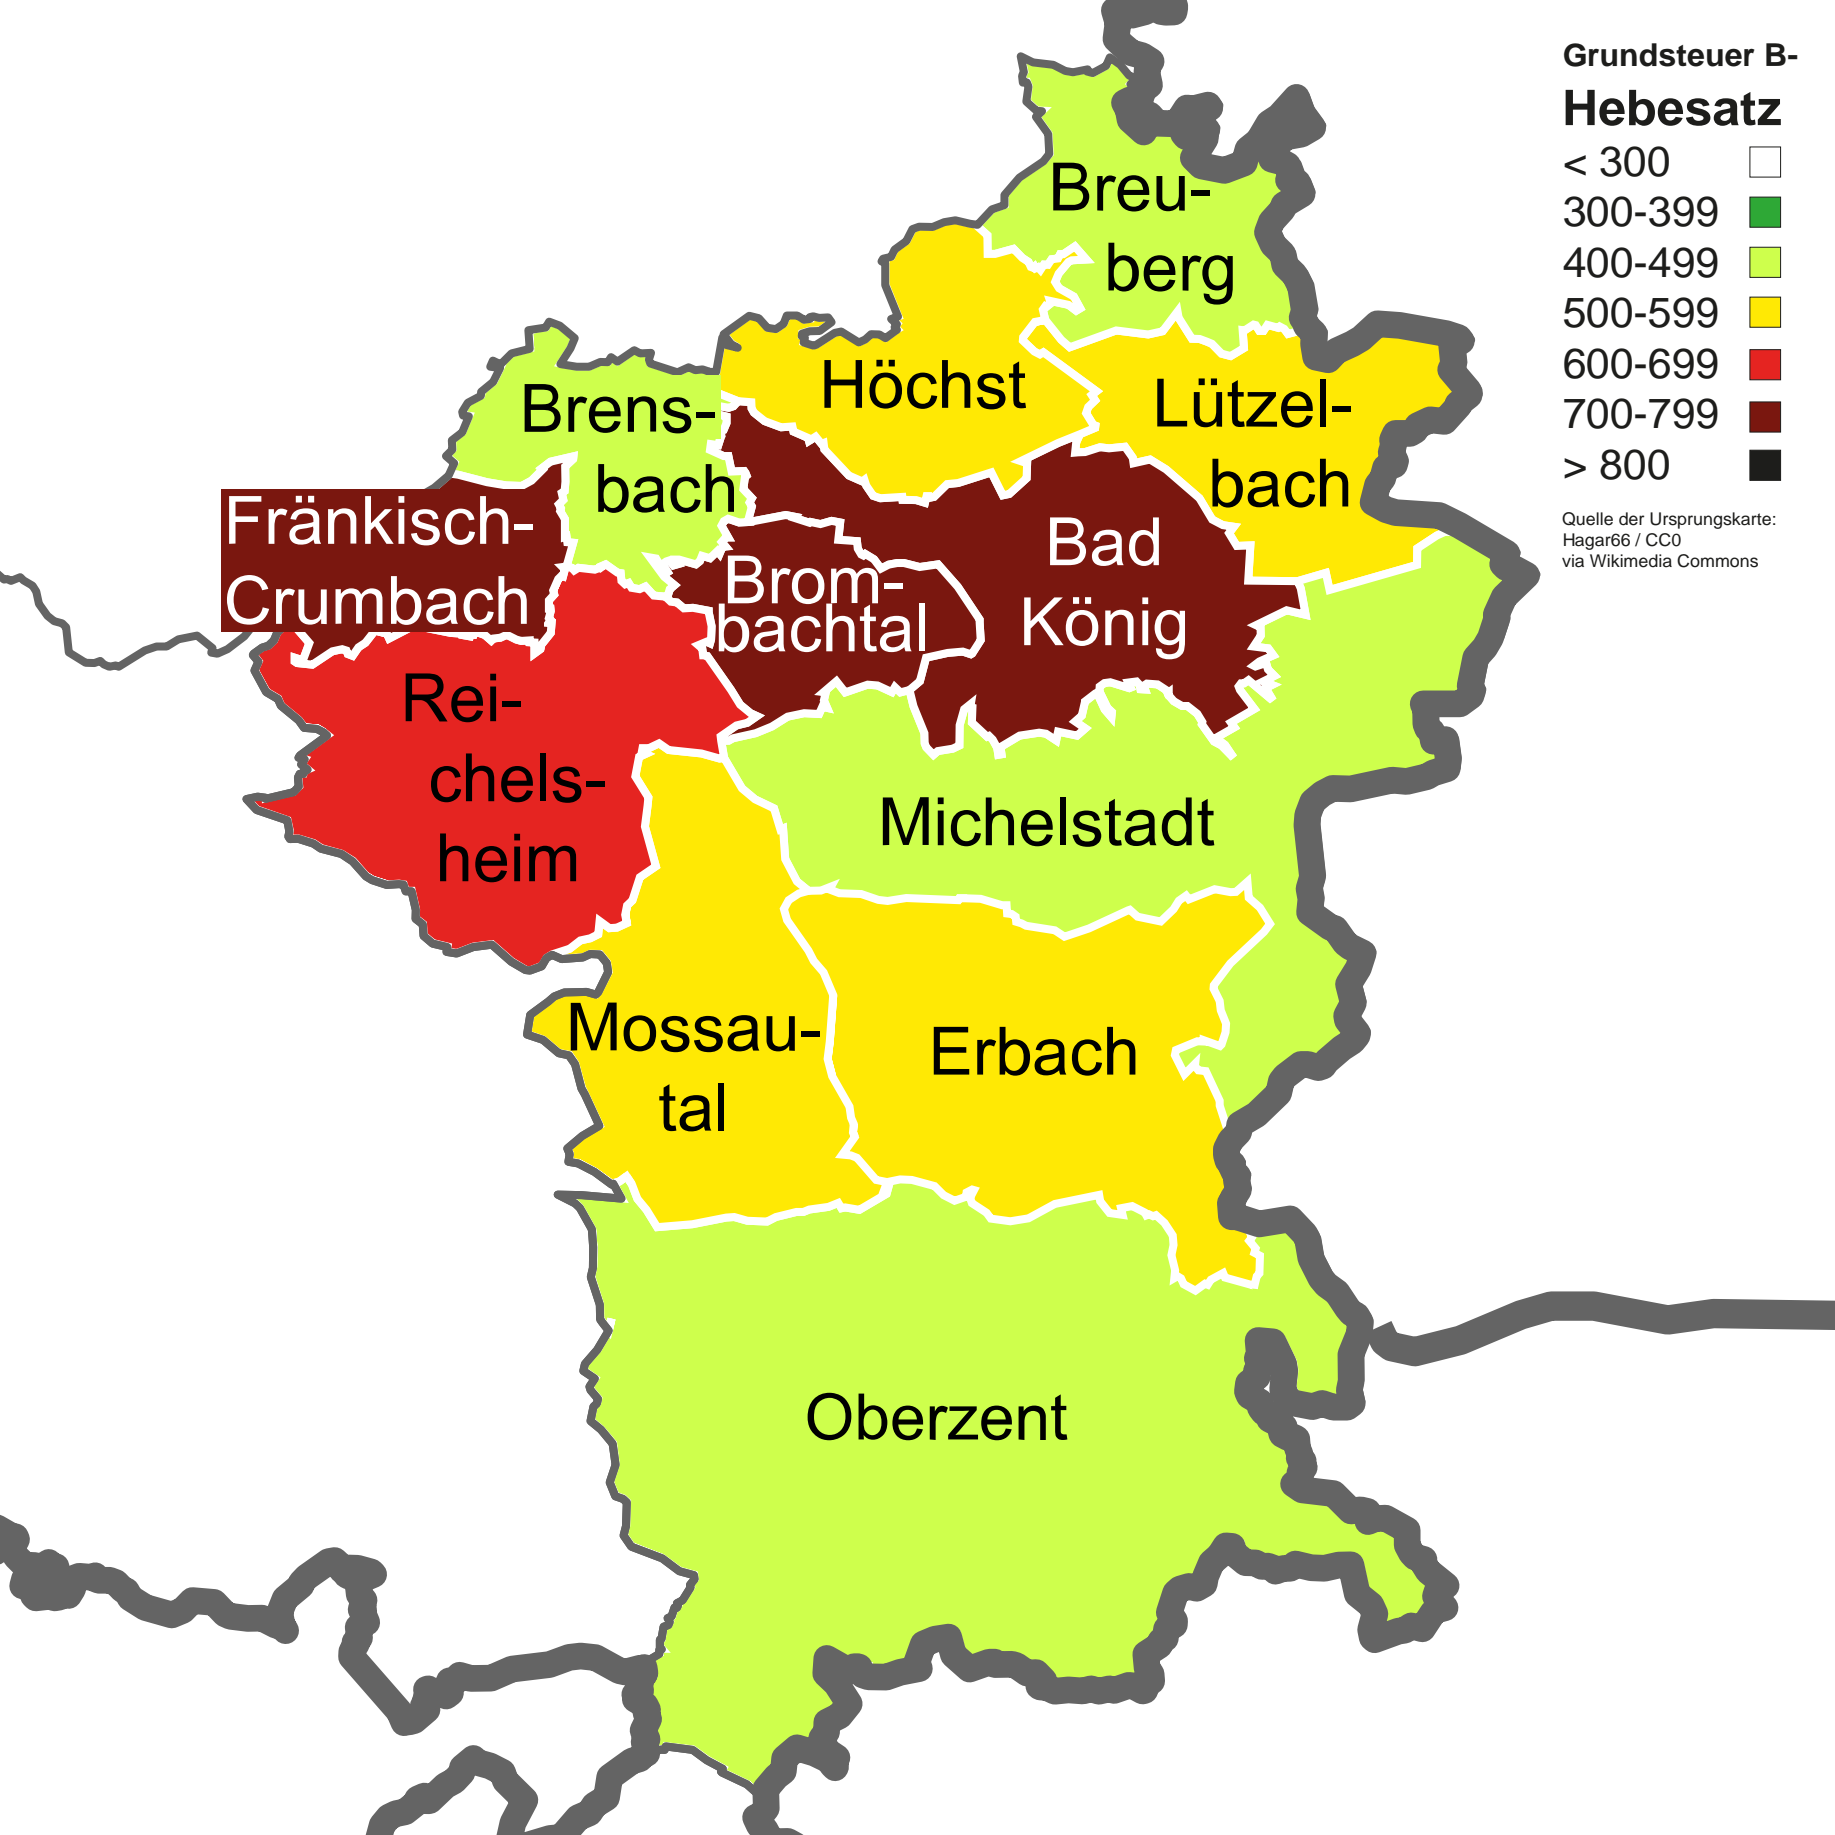 Grundsteuer B-
Hebesatz
< 300
300-399
400-499
500-599
600-699
700-799
> 800
Quelle der Ursprungskarte:
Hagar66 / CC0
via Wikimedia Commons
Breu-
berg
Höchst
Lützel-
bach
Brens-
bach
Fränkisch-
Crumbach
Brom-
bachtal
Bad
König
Rei-
chels-
heim
Michelstadt
Mossau-
tal
Erbach
Oberzent